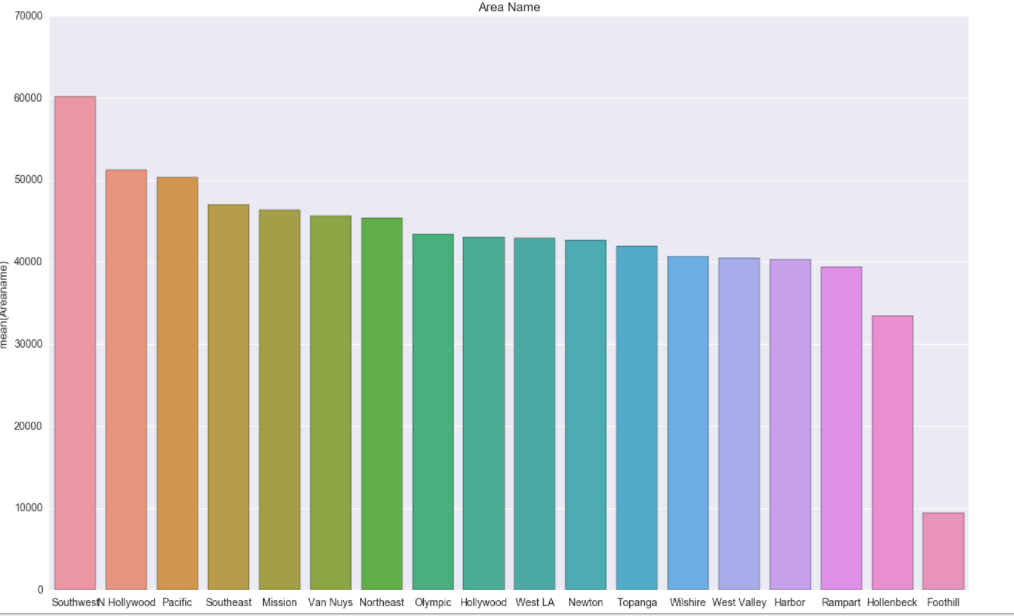 Area Name
70000
60000
50000
40000
30000
20000
10000
0
mean(Areaname)
Southwest N Hollywood Pacific Southeast Mission Van Nuys Northeast Olympic Hollywood West LA Newton Topanga Wilshire West Valley Harbor Rampart Hollenbeck Foothill